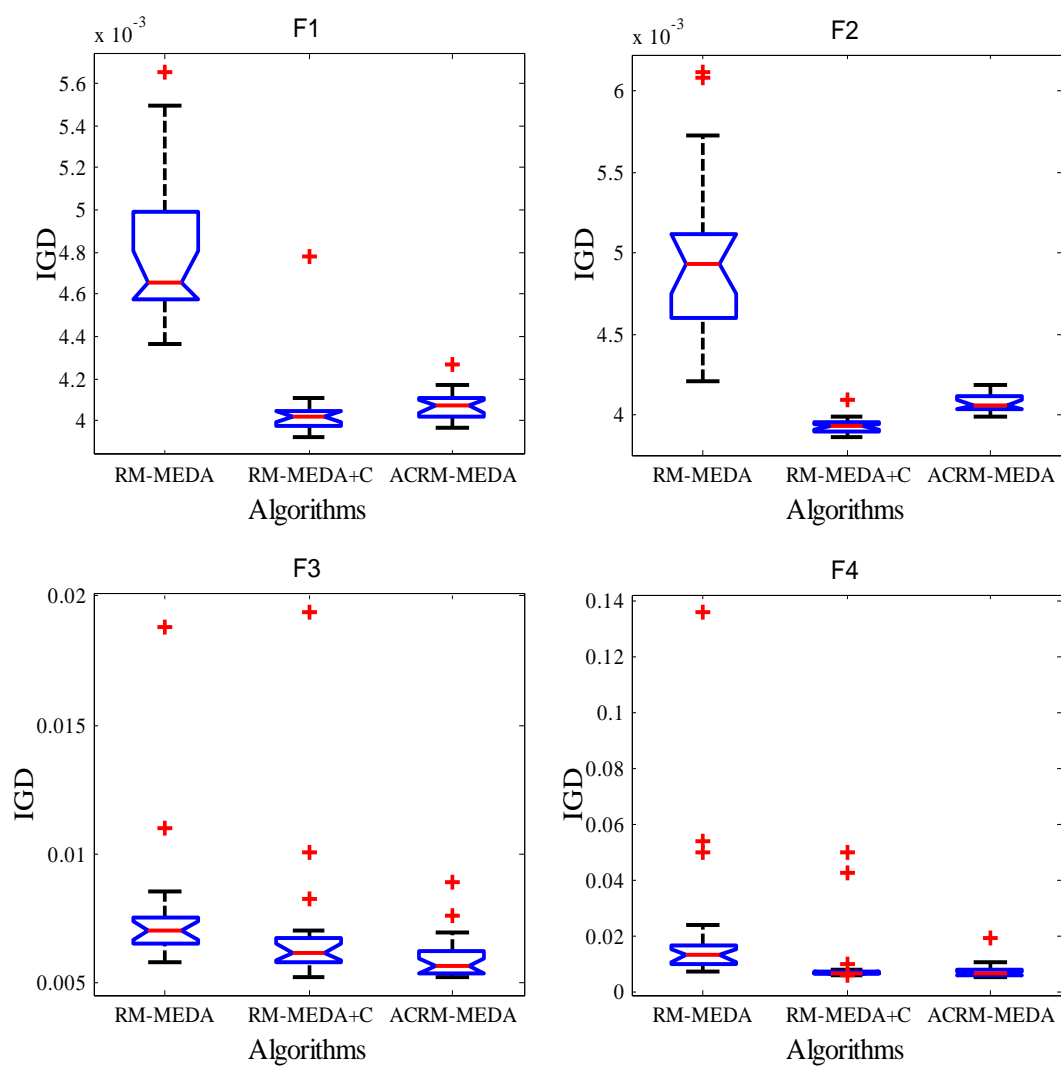 F1
x 10^-3
5.6
5.4
5.2
5
4.8
4.6
4.4
4.2
4
IGD
RM-MEDA RM-MEDA+C ACRM-MEDA
Algorithms
F2
x 10^-3
6
5.5
5
4.5
4
IGD
RM-MEDA RM-MEDA+C ACRM-MEDA
Algorithms
F3
0.02
0.015
0.01
0.005
IGD
RM-MEDA RM-MEDA+C ACRM-MEDA
Algorithms
F4
0.14
0.12
0.1
0.08
0.06
0.04
0.02
0
IGD
RM-MEDA RM-MEDA+C ACRM-MEDA
Algorithms